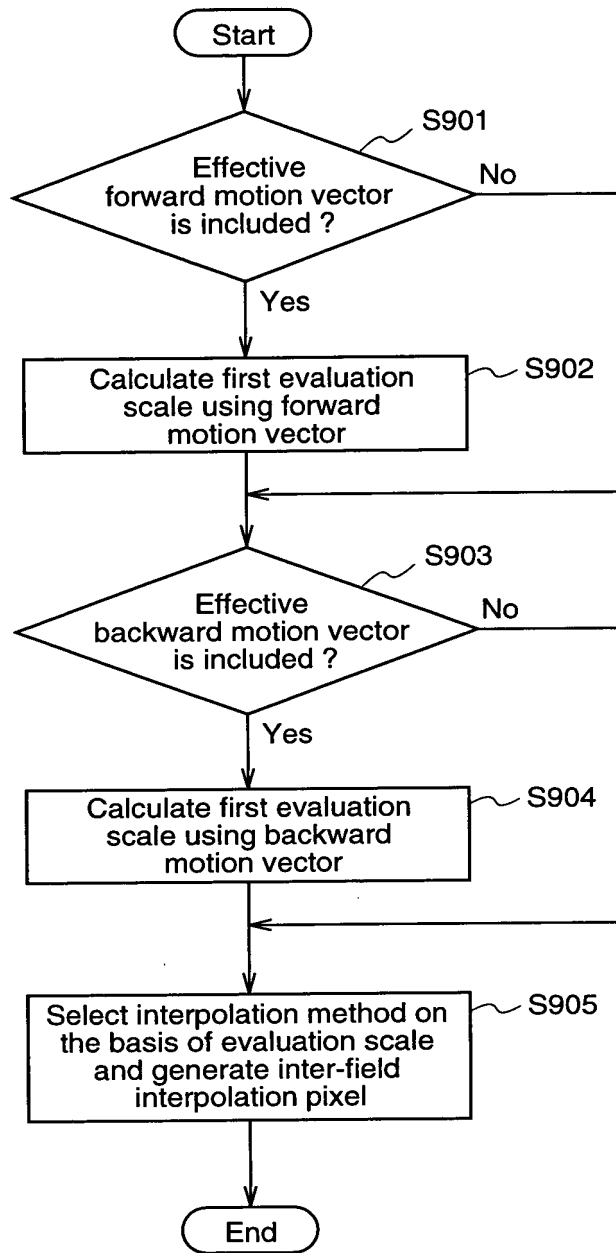 Start
S901
Effective
forward motion vector
is included ?
No
Yes
S902
Calculate first evaluation
scale using forward
motion vector
S903
Effective
backward motion vector
is included ?
No
Yes
S904
Calculate first evaluation
scale using backward
motion vector
S905
Select interpolation method on
the basis of evaluation scale
and generate inter-field
interpolation pixel
End